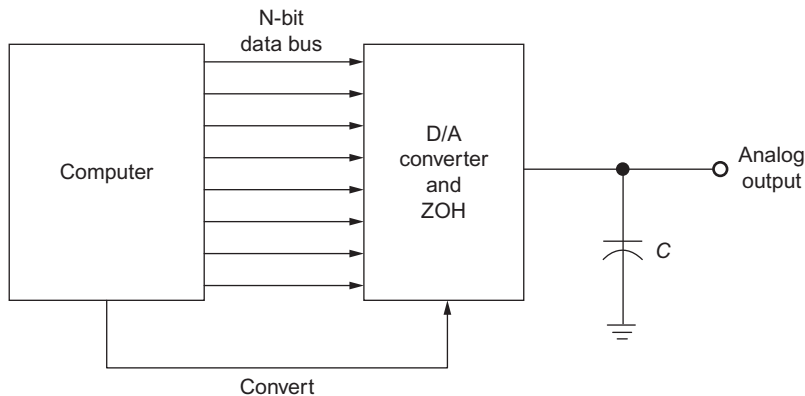 N-bit
data bus
Computer
D/A
converter
and
ZOH
Analog
output
C
Convert